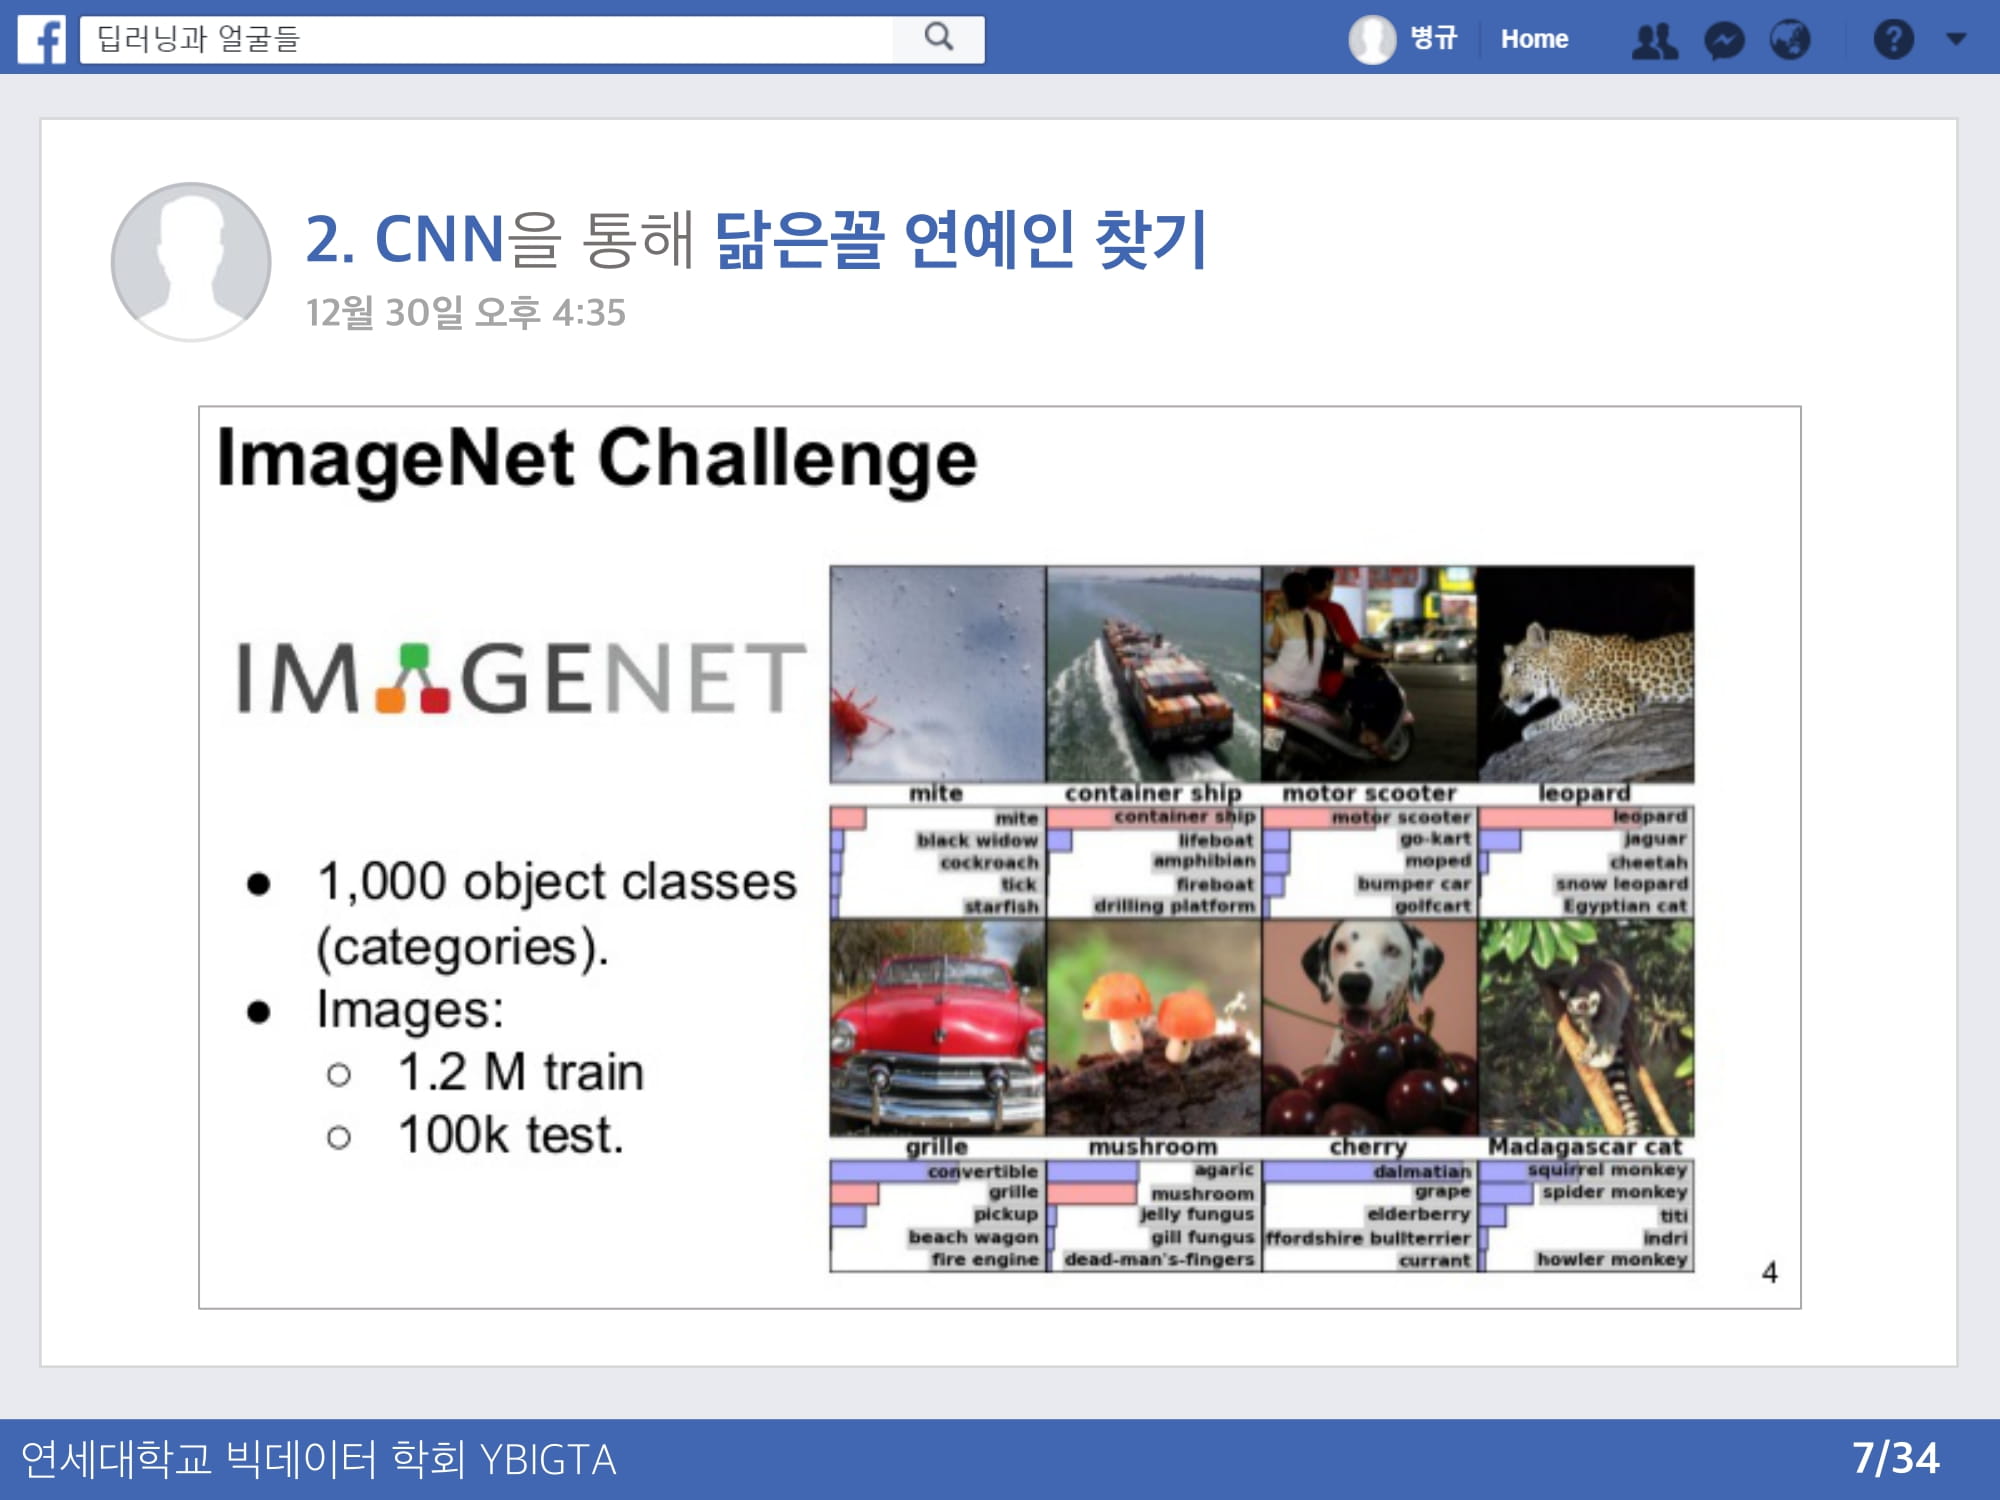 딥러닝과 얼굴들
병규
Home
2. CNN을 통해 닮은꼴 연예인 찾기
12월 30일 오후 4:35
ImageNet Challenge
IMAGENET
● 1,000 object classes
(categories).
● Images:
○ 1.2 M train
○ 100k test.
mite container ship motor scooter leopard
mite container ship motor scooter leopard
black widow lifeboat go-kart jaguar
cockroach amphibian moped cheetah
tick fireboat bumper car snow leopard
starfish drilling platform golfcart Egyptian cat
grille mushroom cherry Madagascar cat
convertible agaric dalmatian squirrel monkey
grille mushroom grape spider monkey
pickup jelly fungus elderberry titi
beach wagon gill fungus ffordshire bullterrier indri
fire engine dead-man's-fingers currant howler monkey
4
연세대학교 빅데이터 학회 YBIGTA
7/34